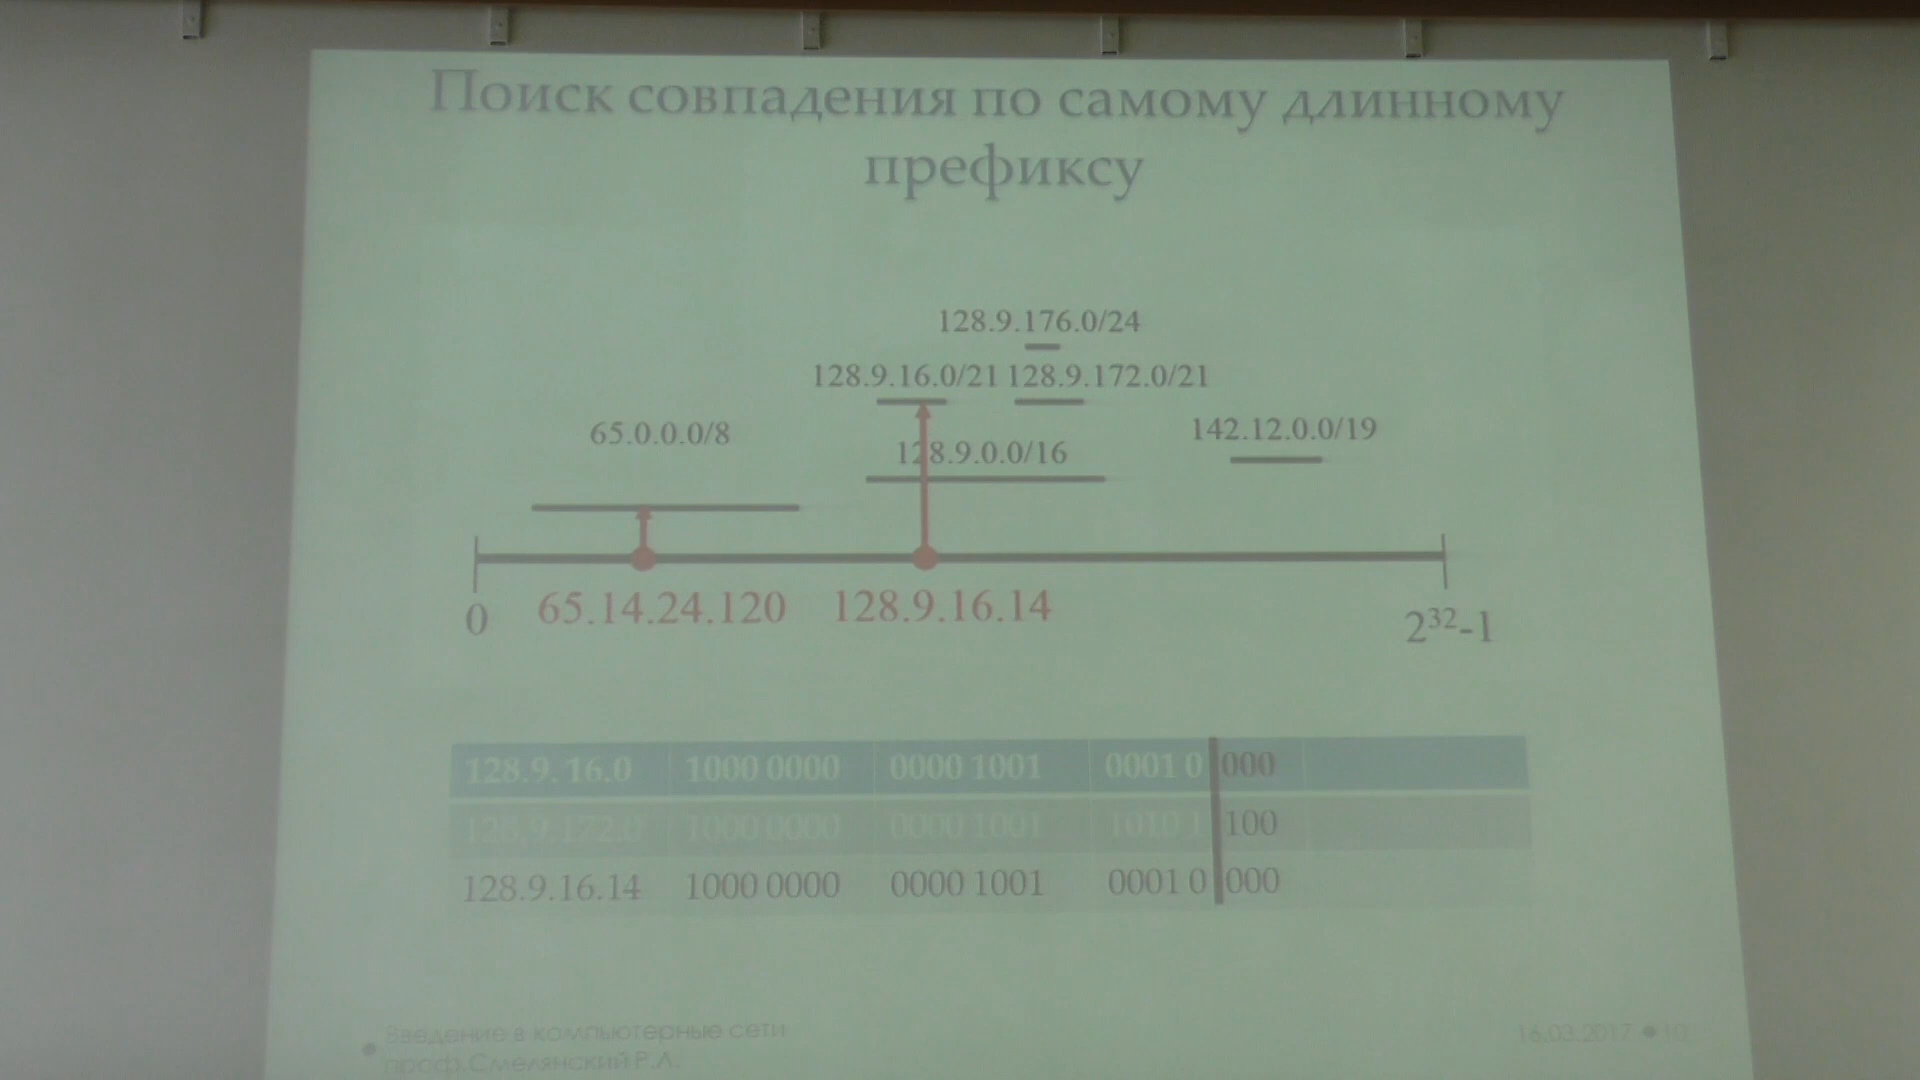 Поиск совпадения по самому длинному
префиксу
128.9.176.0/24
128.9.16.0/21 128.9.172.0/21
65.0.0.0/8
142.12.0.0/19
128.9.0.0/16
0
65.14.24.120
128.9.16.14
2³²-1
128.9. 16.0 1000 0000 0000 1001 0001 0 000
128.9.172.0 1000 0000 0000 1001 1010 1 100
128.9.16.14 1000 0000 0000 1001 0001 0 000
Введение в компьютерные сети
проф.Смелянский Р.Л.
16.03.2017 • 10